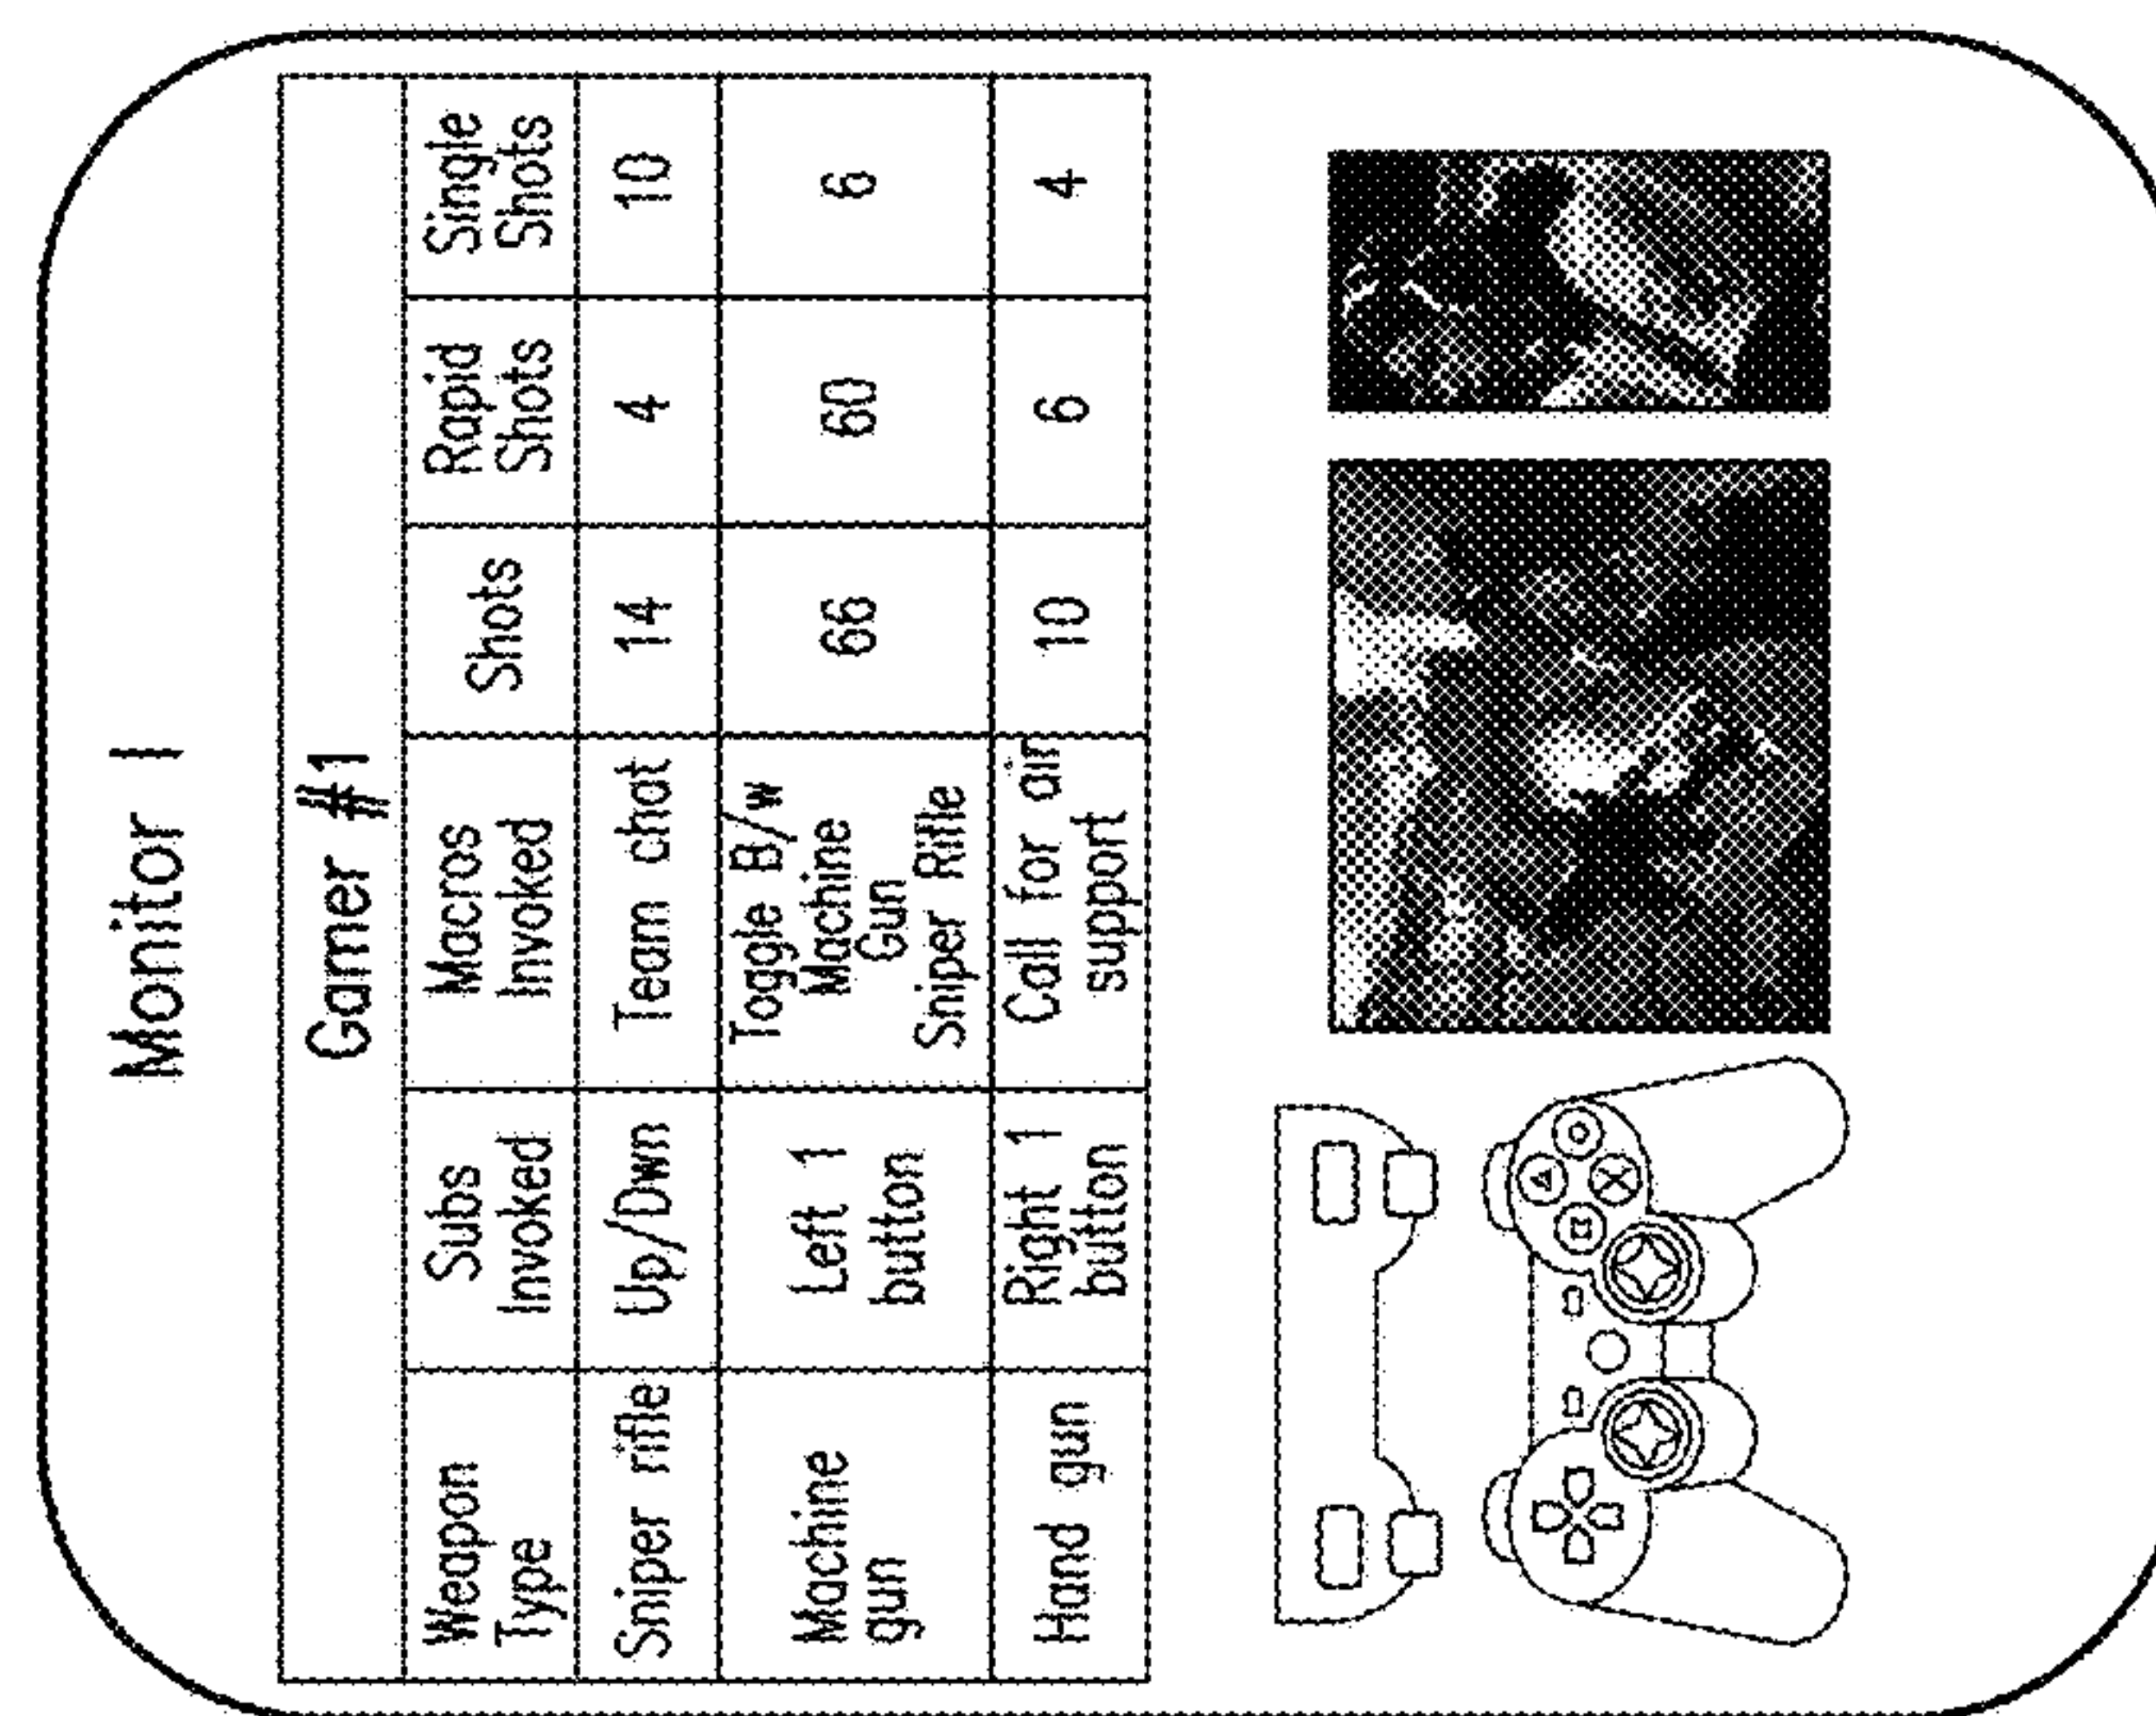 Monitor 1
Gamer #1
Weapon Type Subs Invoked Macros Invoked Shots Rapid Shots Single Shots
Sniper rifle Up/Dwn Team chat 14 4 10
Machine gun Left 1 button Toggle B/w Machine Gun Sniper Rifle 66 60 6
Hand gun Right 1 button Call for air support 10 6 4